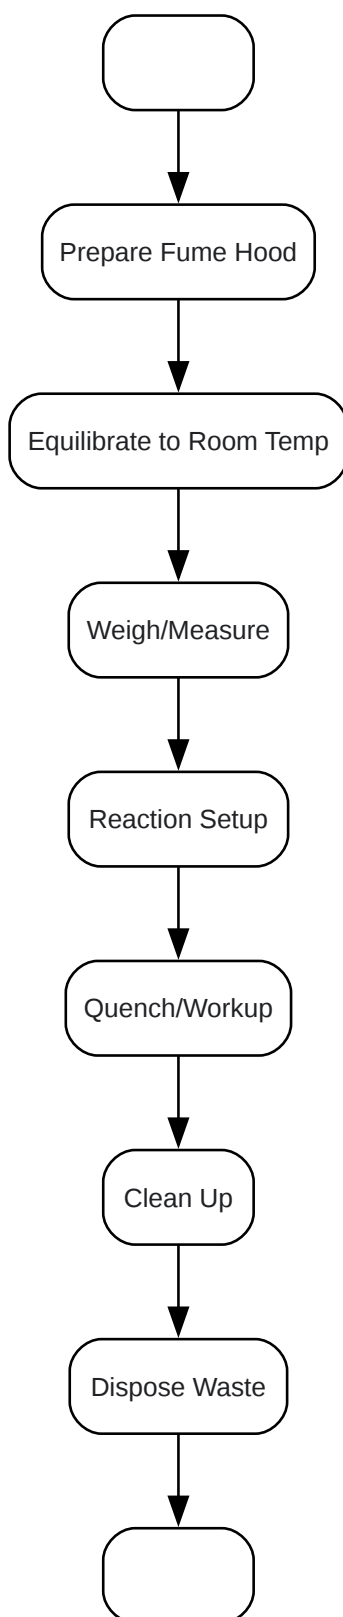 Prepare Fume Hood
Equilibrate to Room Temp
Weigh/Measure
Reaction Setup
Quench/Workup
Clean Up
Dispose Waste